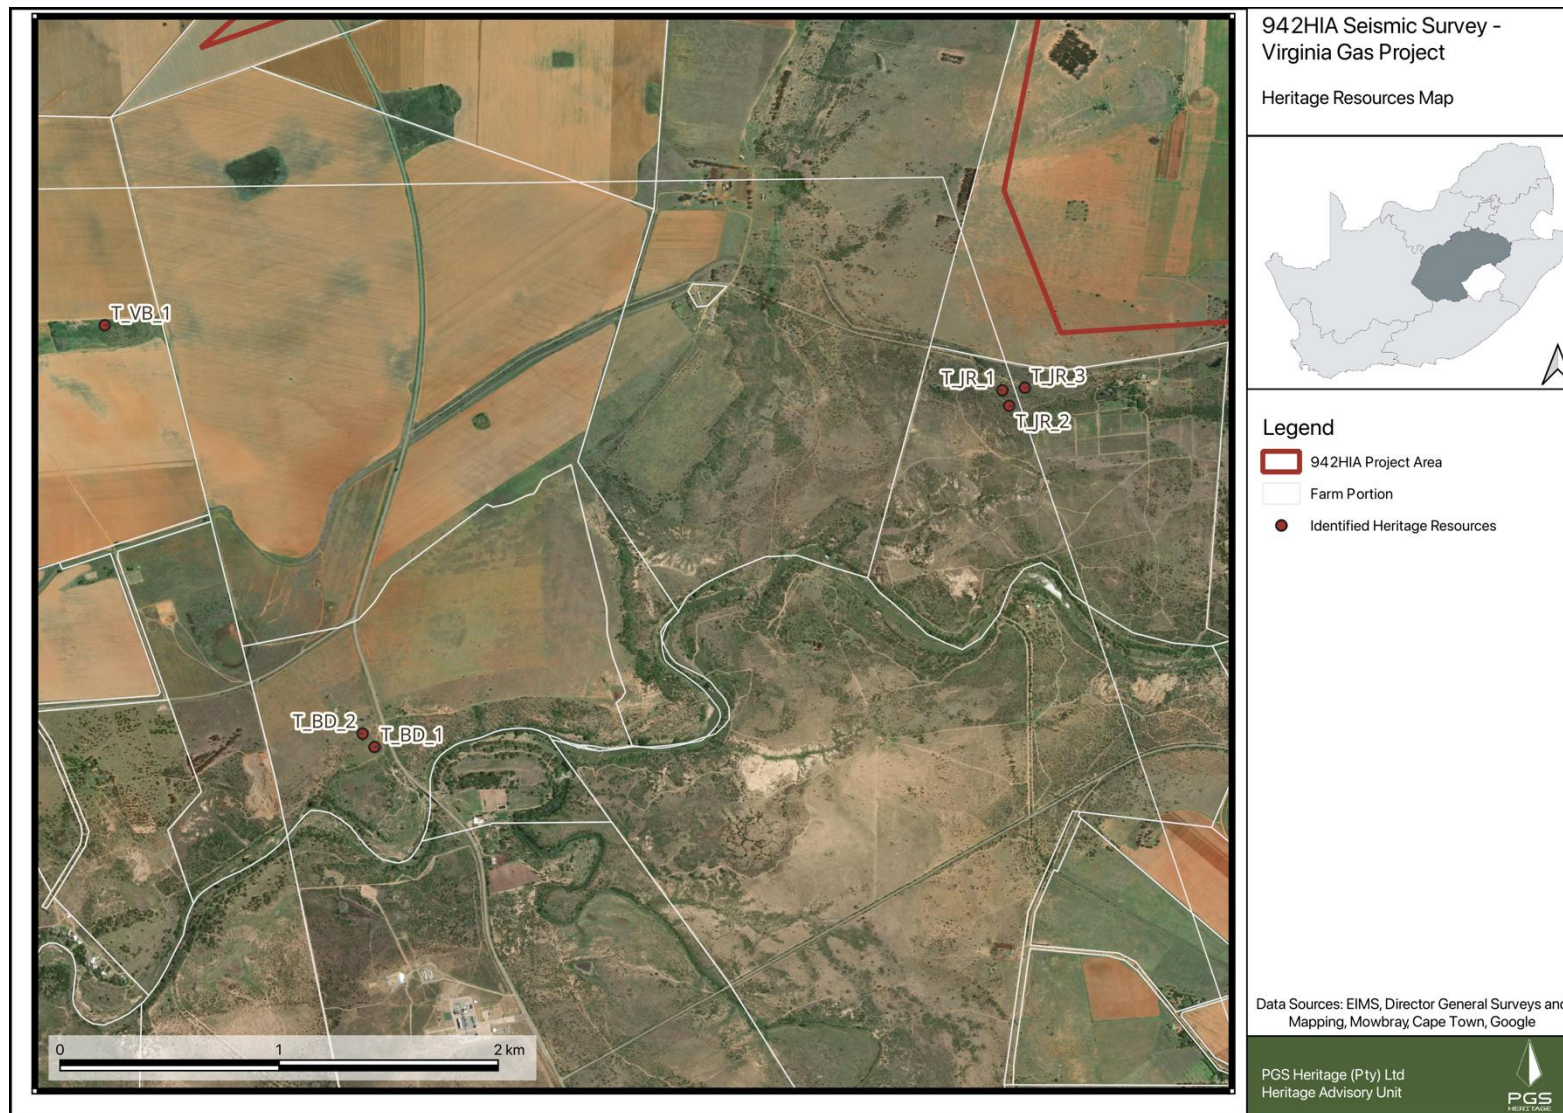 942HIA Seismic Survey -
Virginia Gas Project
Heritage Resources Map
T_VB_1
T_JR_1
T_JR_3
T_JR_2
T_BD_2
T_BD_1
0 1 2 km
Legend
942HIA Project Area
Farm Portion
Identified Heritage Resources
Data Sources: EIMS, Director General Surveys and
Mapping, Mowbray, Cape Town, Google
PGS Heritage (Pty) Ltd
Heritage Advisory Unit
PGS
HERITAGE